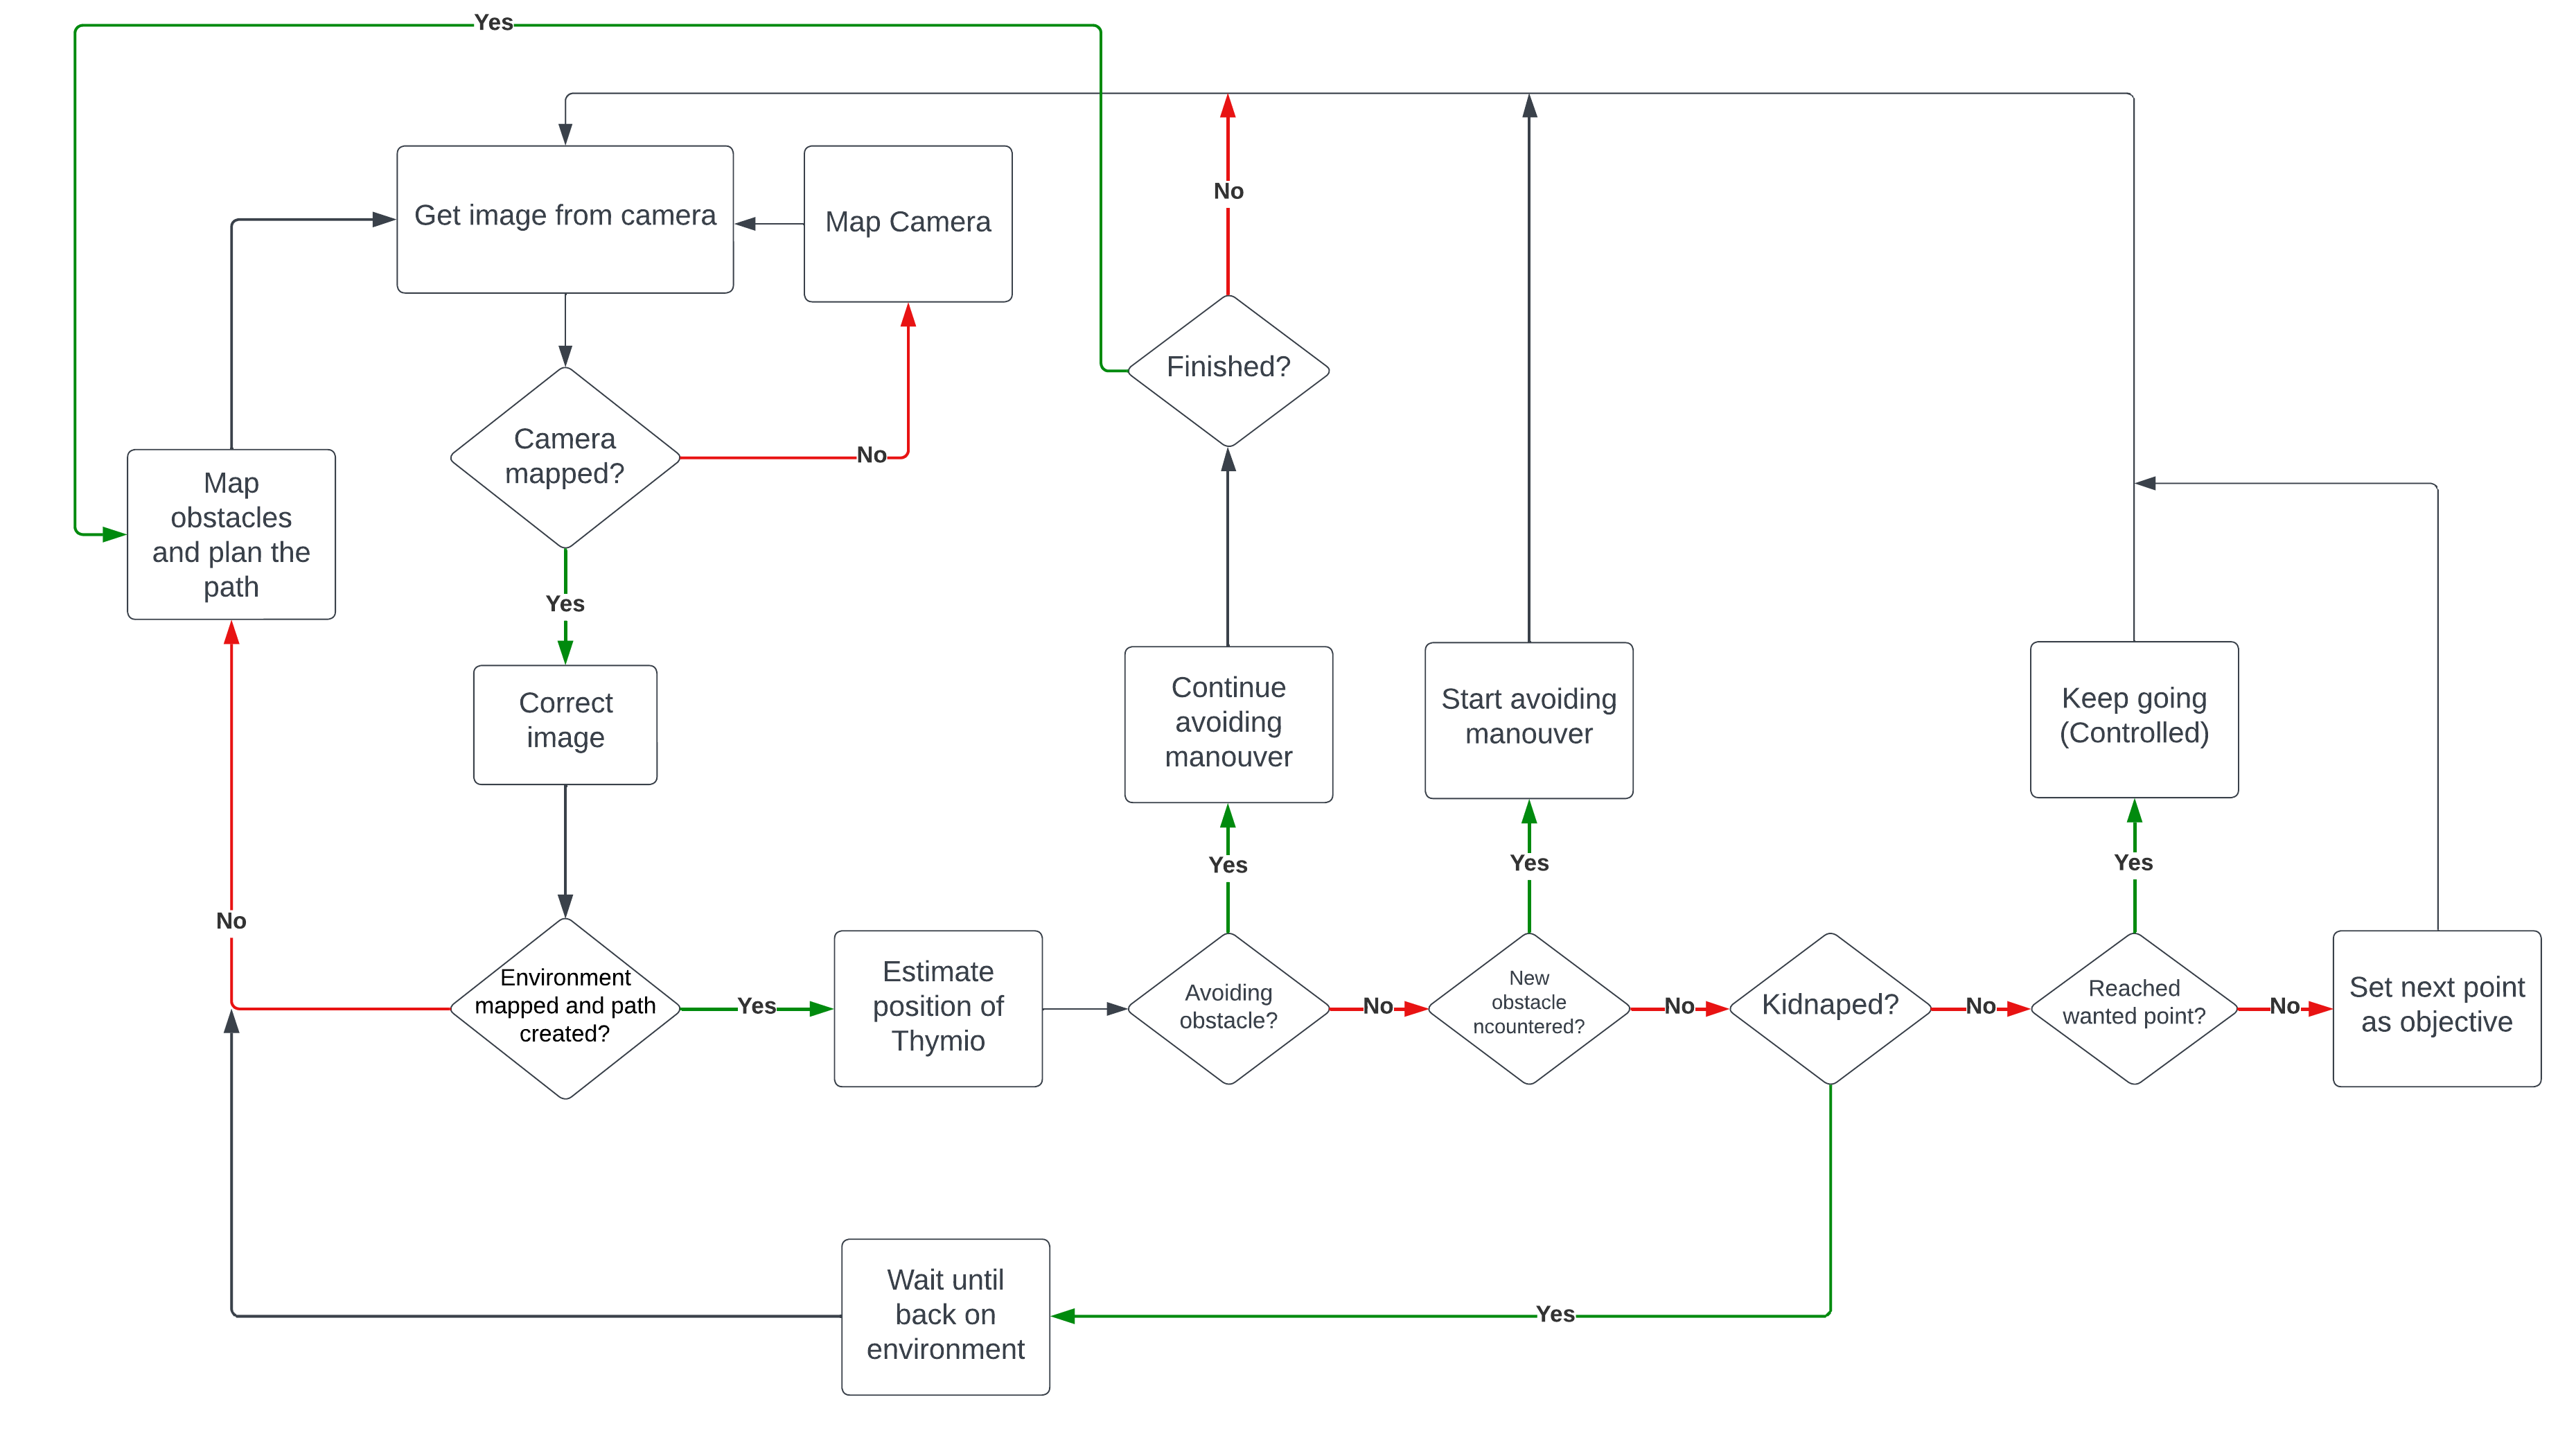 Yes
Get image from camera
Map Camera
No
Finished?
Camera
mapped?
No
Map
obstacles
and plan the
path
Yes
Correct
image
Continue
avoiding
manouver
Start avoiding
manouver
Keep going
(Controlled)
Yes
Yes
Yes
No
Environment
mapped and path
created?
Yes
Estimate
position of
Thymio
Avoiding
obstacle?
No
New
obstacle
ncountered?
No
Kidnaped?
No
Reached
wanted point?
No
Set next point
as objective
Wait until
back on
environment
Yes